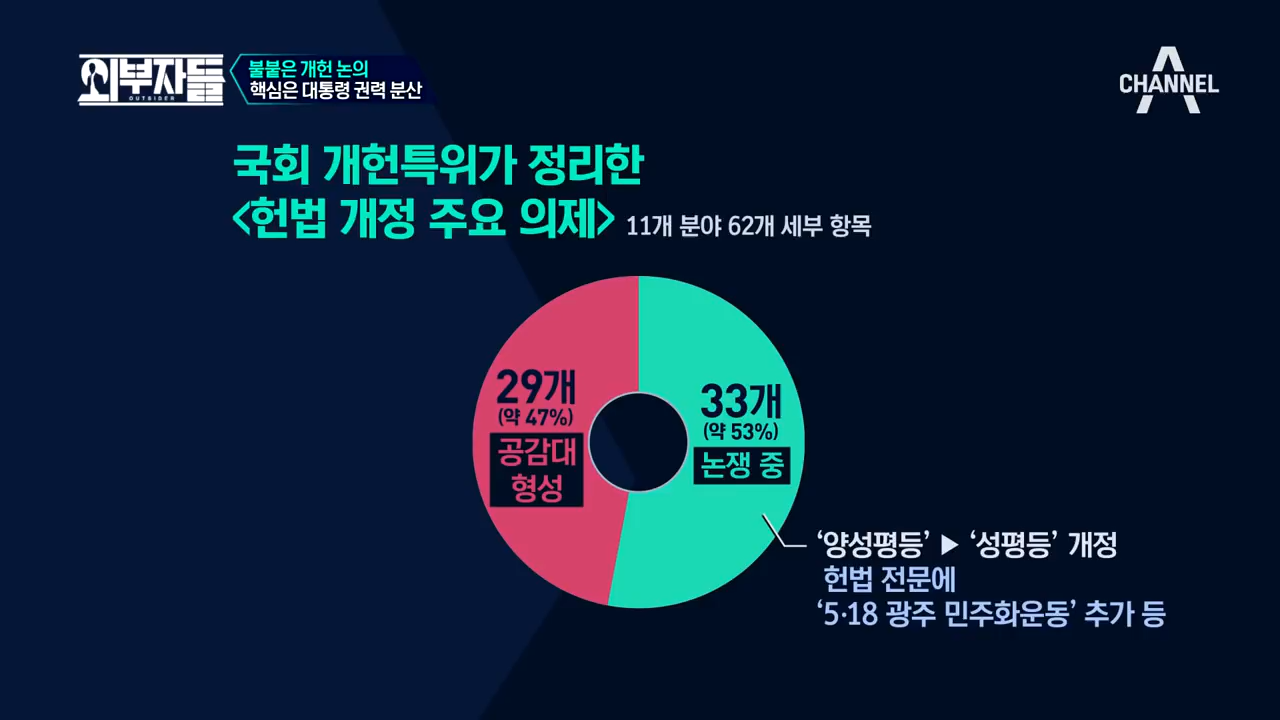 외부자들
OUTSIDER
불붙은 개헌 논의
핵심은 대통령 권력 분산
CHANNEL A
국회 개헌특위가 정리한
<헌법 개정 주요 의제> 11개 분야 62개 세부 항목
29개
(약 47%)
공감대
형성
33개
(약 53%)
논쟁 중
‘양성평등’ ▶ ‘성평등’ 개정
헌법 전문에
‘5·18 광주 민주화운동’ 추가 등